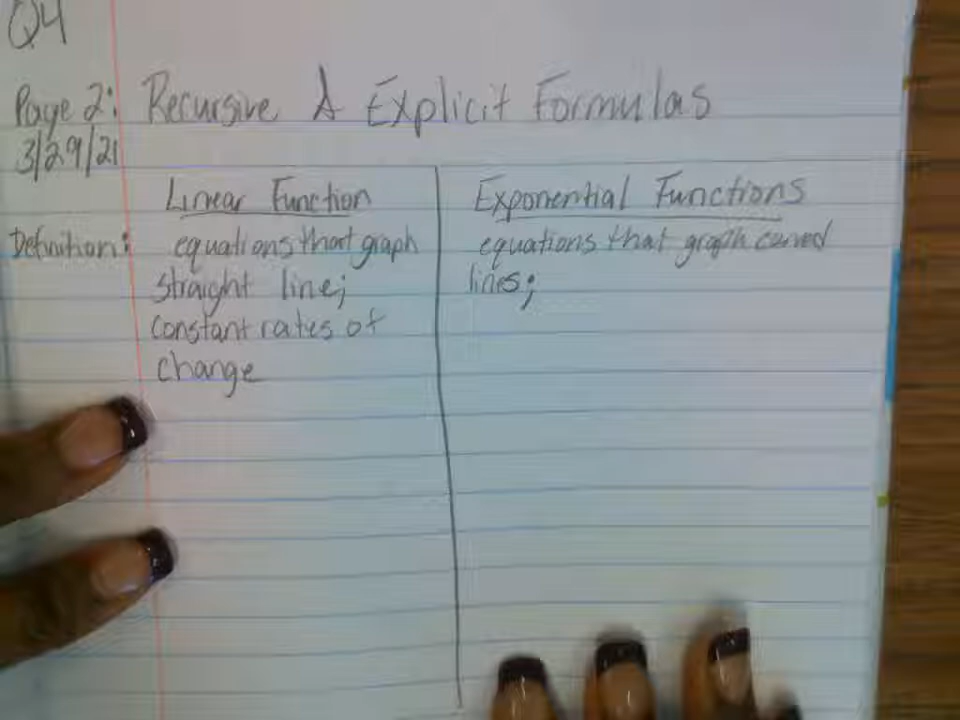 Q4
Page 2: Recursive & Explicit Formulas
3/29/21
Linear Function
Exponential Functions
Definition: equations that graph
straight line;
constant rates of
change
equations that graph curved
lines;